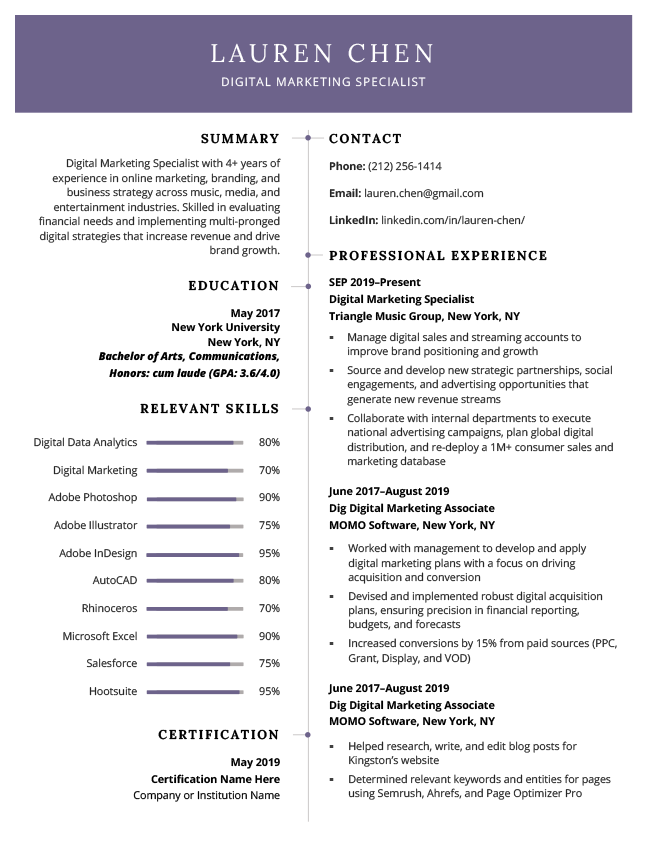 LAUREN CHEN
DIGITAL MARKETING SPECIALIST
SUMMARY
Digital Marketing Specialist with 4+ years of
experience in online marketing, branding, and
business strategy across music, media, and
entertainment industries. Skilled in evaluating
financial needs and implementing multi-pronged
digital strategies that increase revenue and drive
brand growth.
EDUCATION
May 2017
New York University
New York, NY
Bachelor of Arts, Communications,
Honors: cum laude (GPA: 3.6/4.0)
RELEVANT SKILLS
Digital Data Analytics 80%
Digital Marketing 70%
Adobe Photoshop 90%
Adobe Illustrator 75%
Adobe InDesign 95%
AutoCAD 80%
Rhinoceros 70%
Microsoft Excel 90%
Salesforce 75%
Hootsuite 95%
CERTIFICATION
May 2019
Certification Name Here
Company or Institution Name
CONTACT
Phone: (212) 256-1414
Email: lauren.chen@gmail.com
LinkedIn: linkedin.com/in/lauren-chen/
PROFESSIONAL EXPERIENCE
SEP 2019–Present
Digital Marketing Specialist
Triangle Music Group, New York, NY
▪ Manage digital sales and streaming accounts to
improve brand positioning and growth
▪ Source and develop new strategic partnerships, social
engagements, and advertising opportunities that
generate new revenue streams
▪ Collaborate with internal departments to execute
national advertising campaigns, plan global digital
distribution, and re-deploy a 1M+ consumer sales and
marketing database
June 2017–August 2019
Dig Digital Marketing Associate
MOMO Software, New York, NY
▪ Worked with management to develop and apply
digital marketing plans with a focus on driving
acquisition and conversion
▪ Devised and implemented robust digital acquisition
plans, ensuring precision in financial reporting,
budgets, and forecasts
▪ Increased conversions by 15% from paid sources (PPC,
Grant, Display, and VOD)
June 2017–August 2019
Dig Digital Marketing Associate
MOMO Software, New York, NY
▪ Helped research, write, and edit blog posts for
Kingston’s website
▪ Determined relevant keywords and entities for pages
using Semrush, Ahrefs, and Page Optimizer Pro